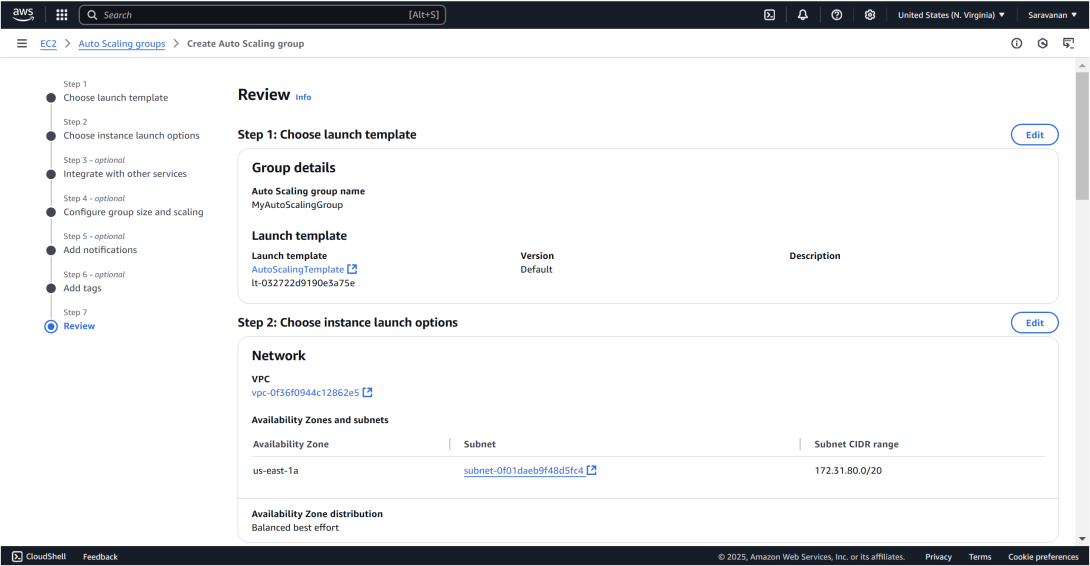 aws
Search [Alt+S]
United States (N. Virginia) ▼
Saravanan ▼
EC2 > Auto Scaling groups > Create Auto Scaling group
Step 1
Choose launch template
Step 2
Choose instance launch options
Step 3 - optional
Integrate with other services
Step 4 - optional
Configure group size and scaling
Step 5 - optional
Add notifications
Step 6 - optional
Add tags
Step 7
Review
Review Info
Step 1: Choose launch template
Edit
Group details
Auto Scaling group name
MyAutoScalingGroup
Launch template
Launch template Version Description
AutoScalingTemplate Default
lt-032722d9190e3a75e
Step 2: Choose instance launch options
Edit
Network
VPC
vpc-0f36f0944c12862e5
Availability Zones and subnets
Availability Zone Subnet Subnet CIDR range
us-east-1a subnet-0f01daeb9f48d5fc4 172.31.80.0/20
Availability Zone distribution
Balanced best effort
CloudShell Feedback © 2025, Amazon Web Services, Inc. or its affiliates. Privacy Terms Cookie preferences